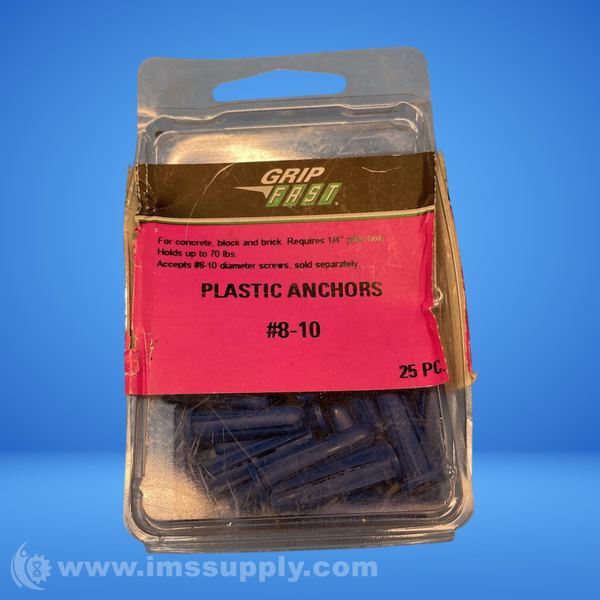 GRIP
FAST
For concrete, block and brick. Requires 1/4"
Holds up to 70 lbs.
Accepts #8-10 diameter screws, sold separately.
PLASTIC ANCHORS
#8-10
25 PC.
www.imssupply.com